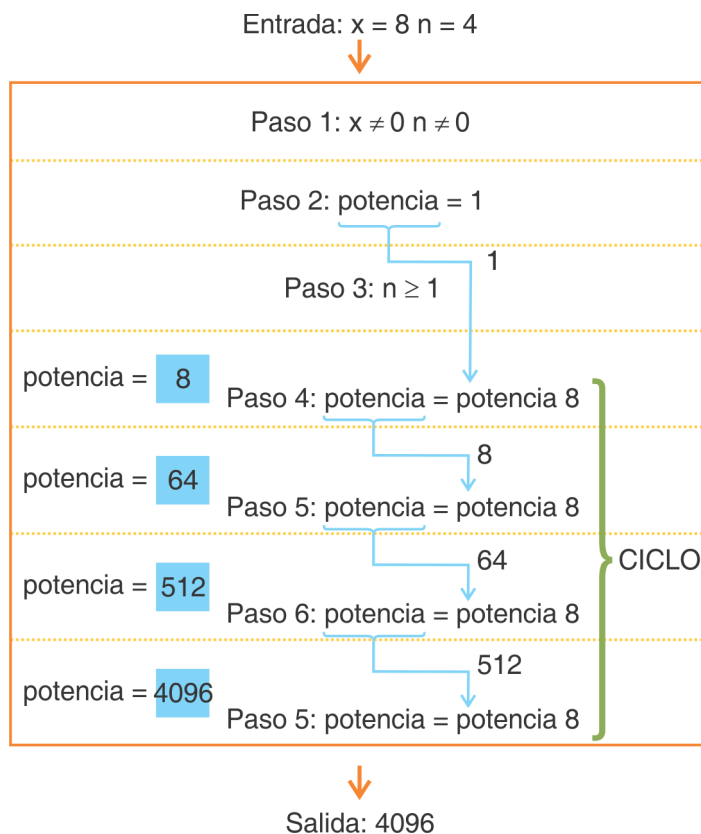 Entrada: x = 8 n = 4
Paso 1: x ≠ 0 n ≠ 0
Paso 2: potencia = 1
1
Paso 3: n ≥ 1
potencia = 8
Paso 4: potencia = potencia 8
8
potencia = 64
Paso 5: potencia = potencia 8
64
CICLO
potencia = 512
Paso 6: potencia = potencia 8
512
potencia = 4096
Paso 5: potencia = potencia 8
Salida: 4096